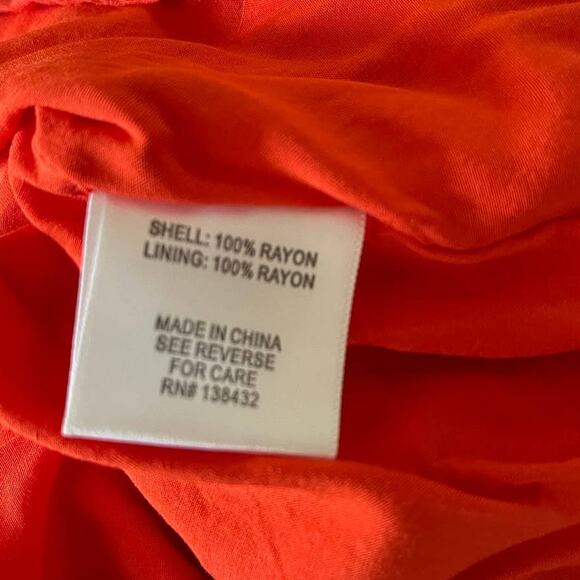 SHELL: 100% RAYON
LINING: 100% RAYON
MADE IN CHINA
SEE REVERSE
FOR CARE
RN# 138432